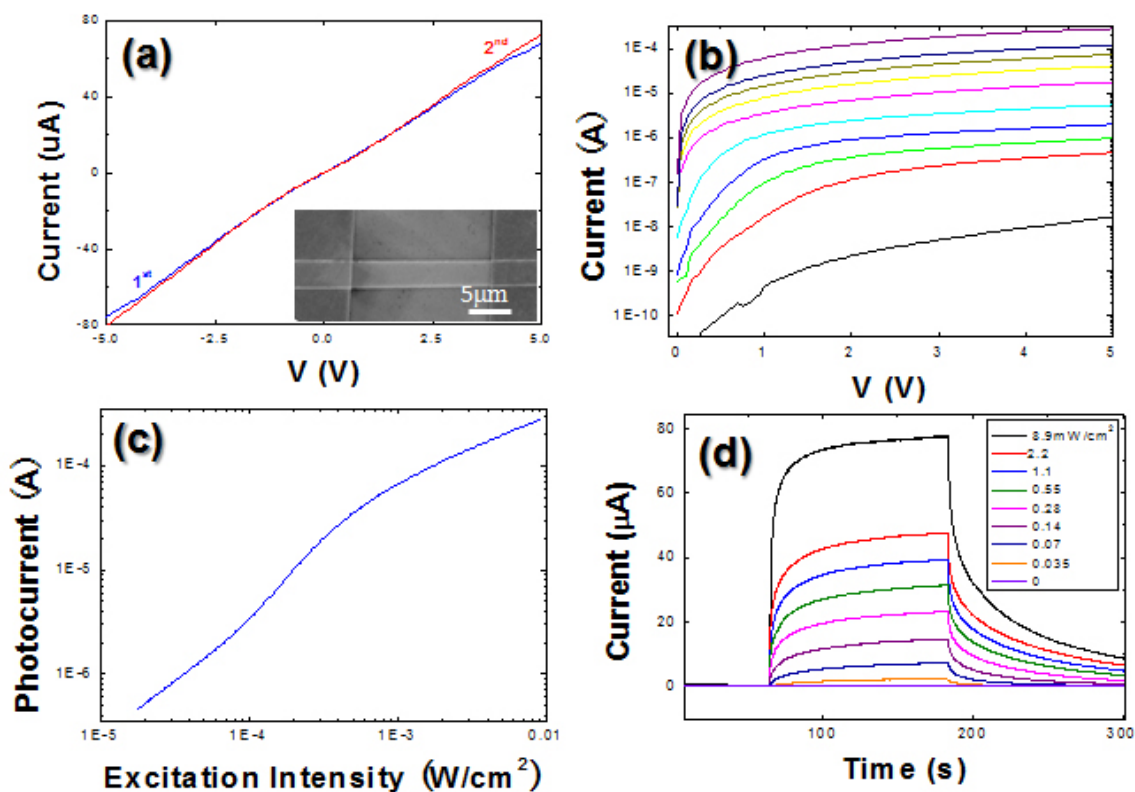 (a)
80
40
0
-40
-80
-5.0 -2.5 0.0 2.5 5.0
Current (uA)
V (V)
1st
2nd
5μm
(b)
1E-4
1E-5
1E-6
1E-7
1E-8
1E-9
1E-10
0 1 2 3 4 5
Current (A)
V (V)
(c)
1E-4
1E-5
1E-6
1E-5 1E-4 1E-3 0.01
Photocurrent (A)
Excitation Intensity (W/cm²)
(d)
80
60
40
20
0
100 200 300
Current (μA)
Time (s)
8.9mW/cm²
2.2
1.1
0.55
0.28
0.14
0.07
0.035
0